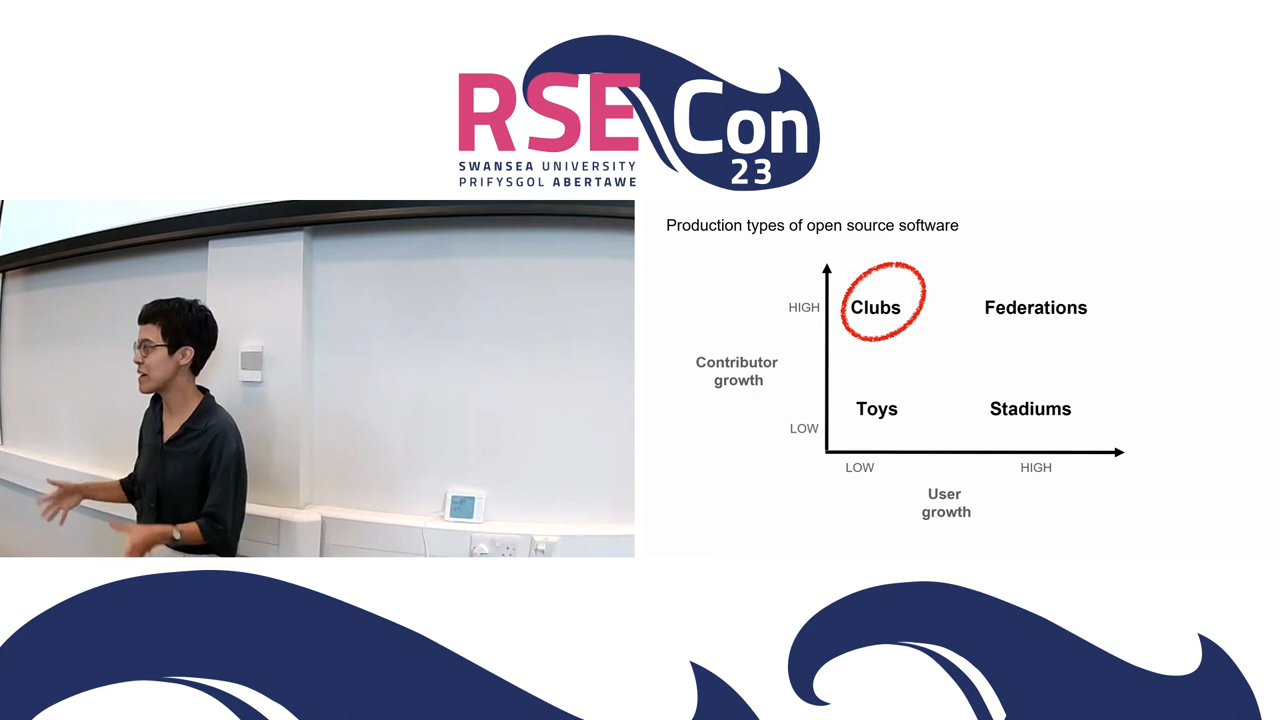 RSE Con
23
SWANSEA UNIVERSITY
PRIFYSGOL ABERTAWE
Production types of open source software
HIGH
Clubs
Federations
Contributor
growth
Toys
Stadiums
LOW
LOW
HIGH
User
growth